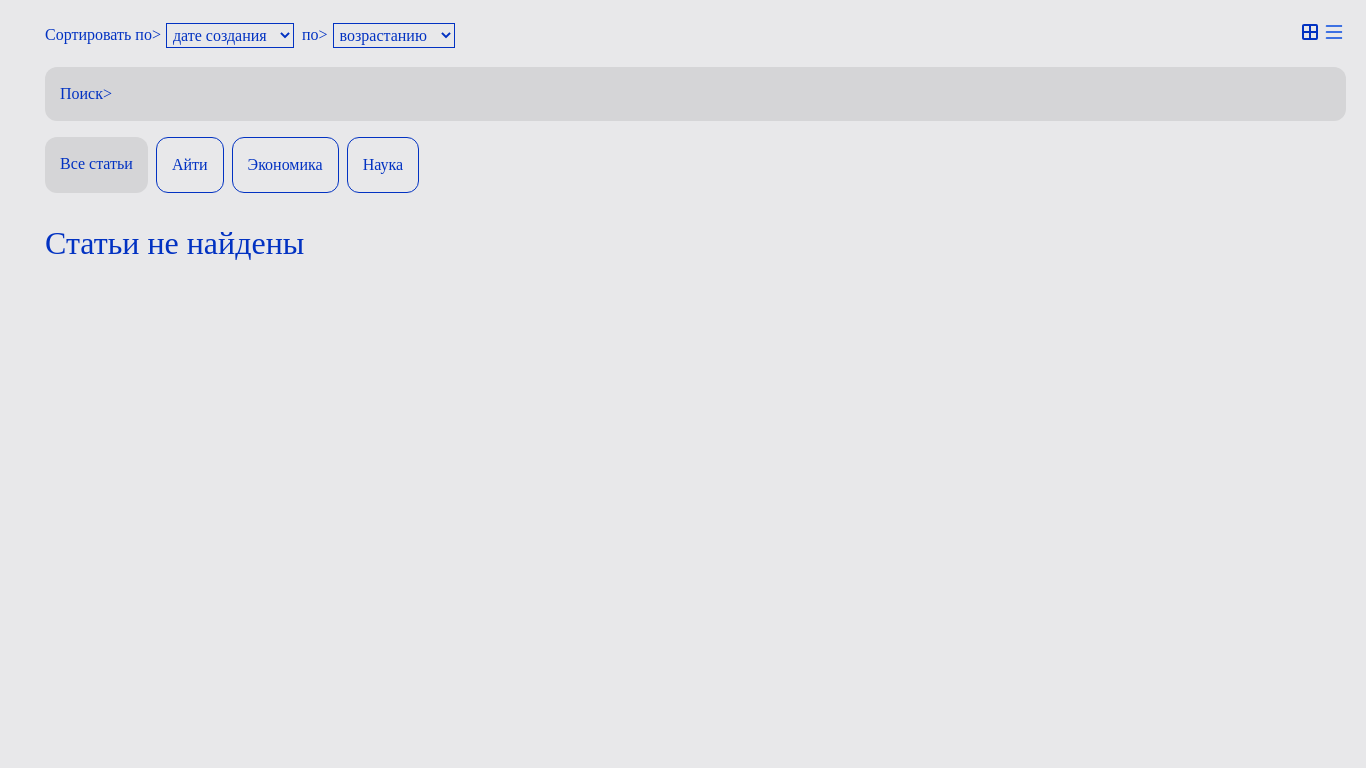 Сортировать по> дате создания по> возрастанию
Поиск>
Все статьи Айти Экономика Наука
Статьи не найдены